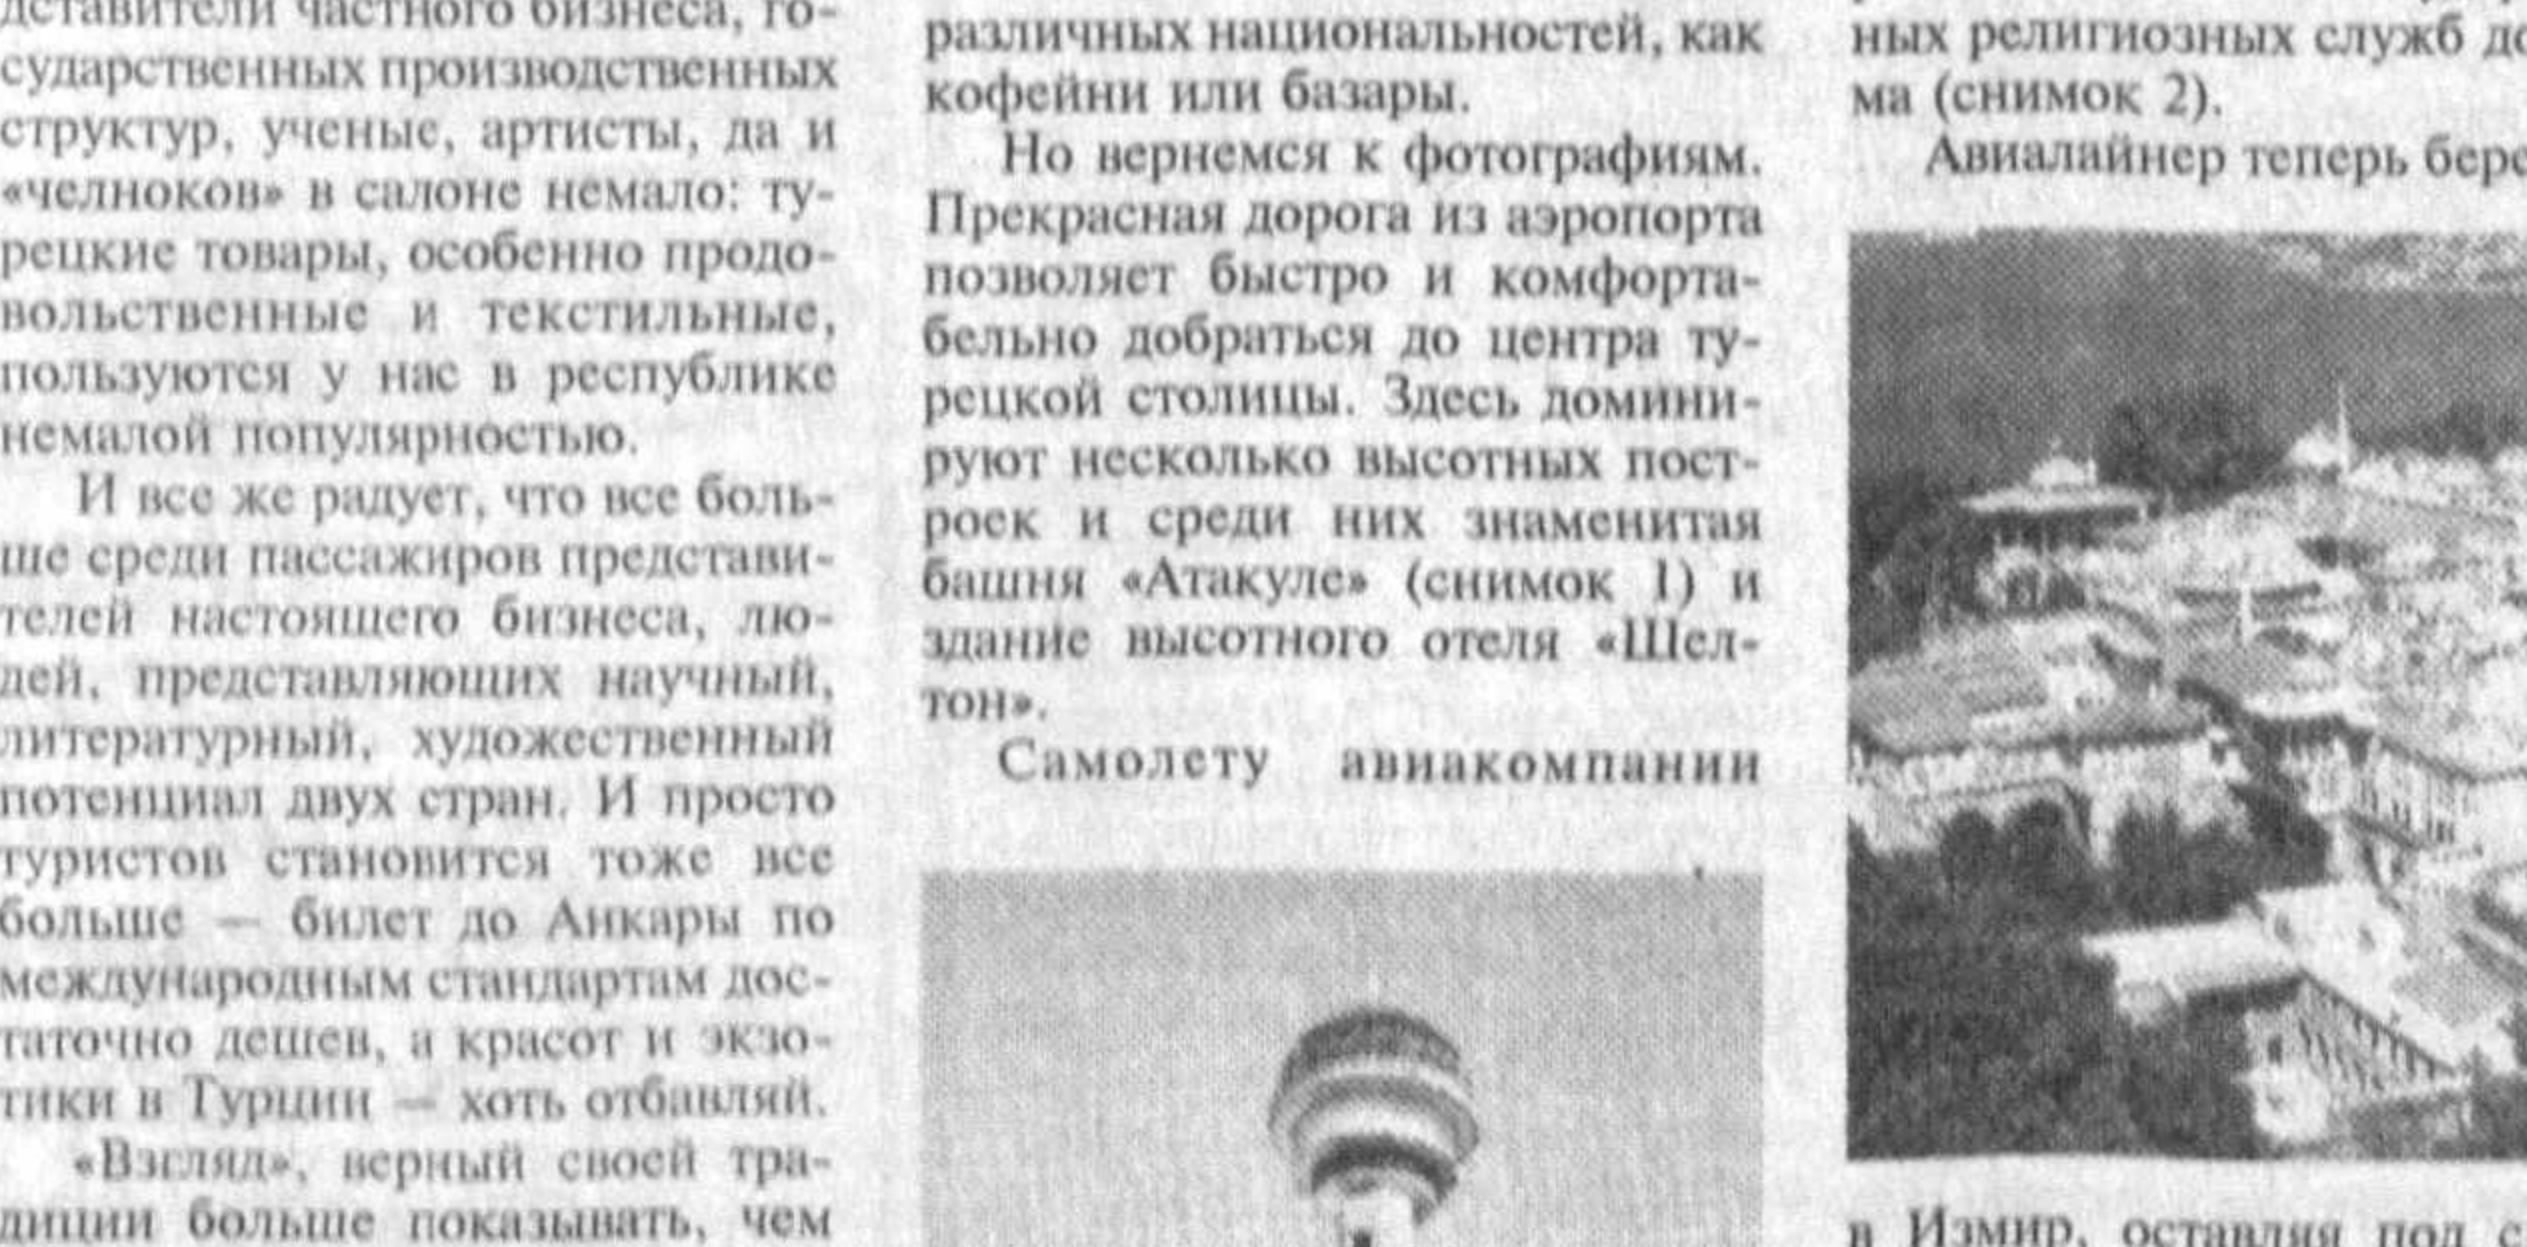 дставители частного бизнеса, го-
сударственных производственных
структур, ученые, артисты, да и
«челноков» в салоне немало: ту-
рецкие товары, особенно продо-
вольственные и текстильные,
пользуются у нас в республике
немалой популярностью.
И все же радует, что все боль-
ше среди пассажиров представи-
телей настоящего бизнеса, лю-
дей, представляющих научный,
литературный, художественный
потенциал двух стран. И просто
туристов становится тоже все
больше — билет до Анкары по
международным стандартам дос-
таточно дешев, а красот и экзо-
тики в Турции — хоть отбавляй.
«Взгляд», верный своей тра-
диции больше показывать, чем
различных национальностей, как
кофейни или базары.
Но вернемся к фотографиям.
Прекрасная дорога из аэропорта
позволяет быстро и комфорта-
бельно добраться до центра ту-
рецкой столицы. Здесь домини-
руют несколько высотных пост-
роек и среди них знаменитая
башня «Атакуле» (снимок 1) и
здание высотного отеля «Шел-
тон».
Самолету авиакомпании
ных религиозных служб до
ма (снимок 2).
Авиалайнер теперь бере
в Измир, оставляя под с